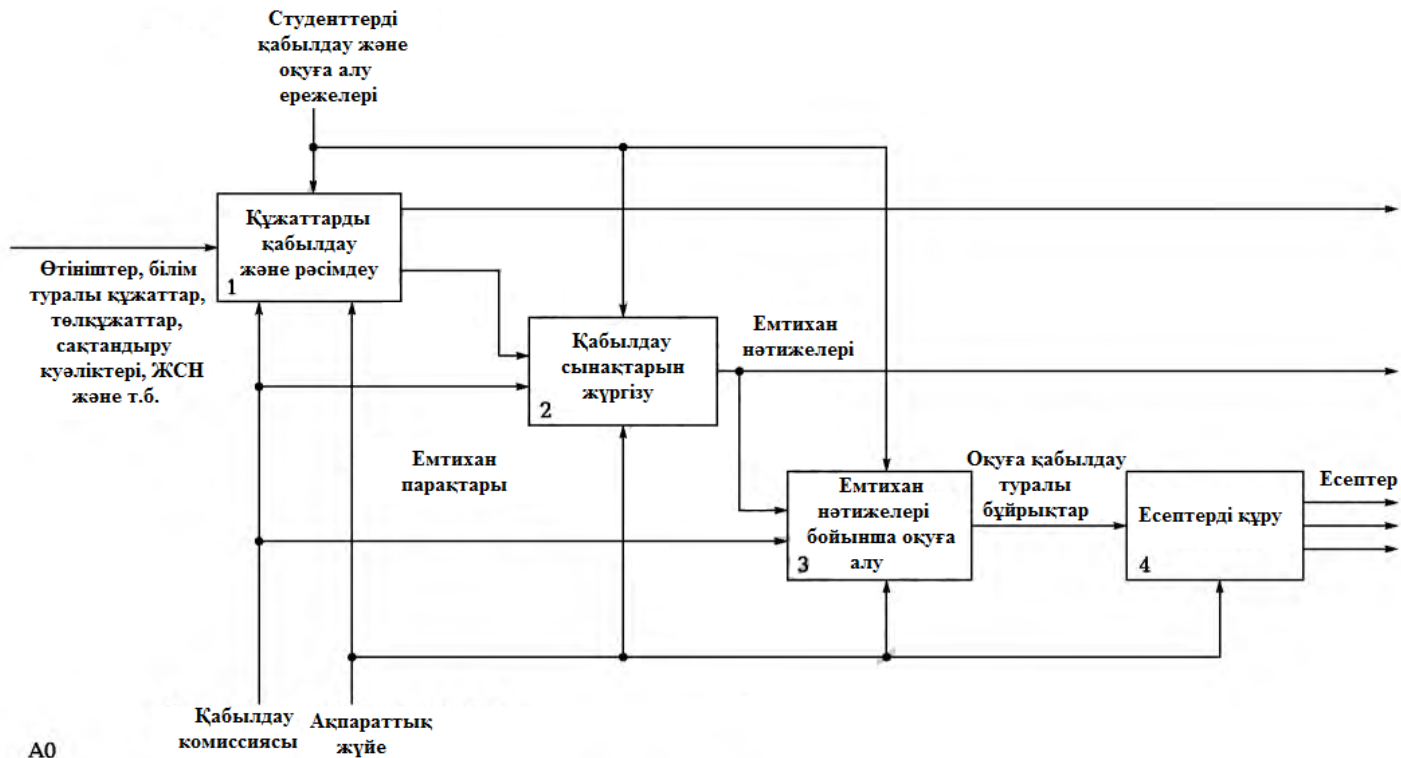 Студенттерді
қабылдау және
оқуға алу
ережелері
Құжаттарды
қабылдау
және рәсімдеу
1
Өтініштер, білім
туралы құжаттар,
төлқұжаттар,
сақтандыру
куәліктері, ЖСН
және т.б.
Қабылдау
сынақтарын
жүргізу
2
Емтихан
нәтижелері
Емтихан
парақтары
Емтихан
нәтижелері
бойынша оқуға
алу
3
Оқуға қабылдау
туралы
бұйрықтар
Есептерді құру
4
Есептер
Қабылдау
комиссиясы
Ақпараттық
жүйе
А0